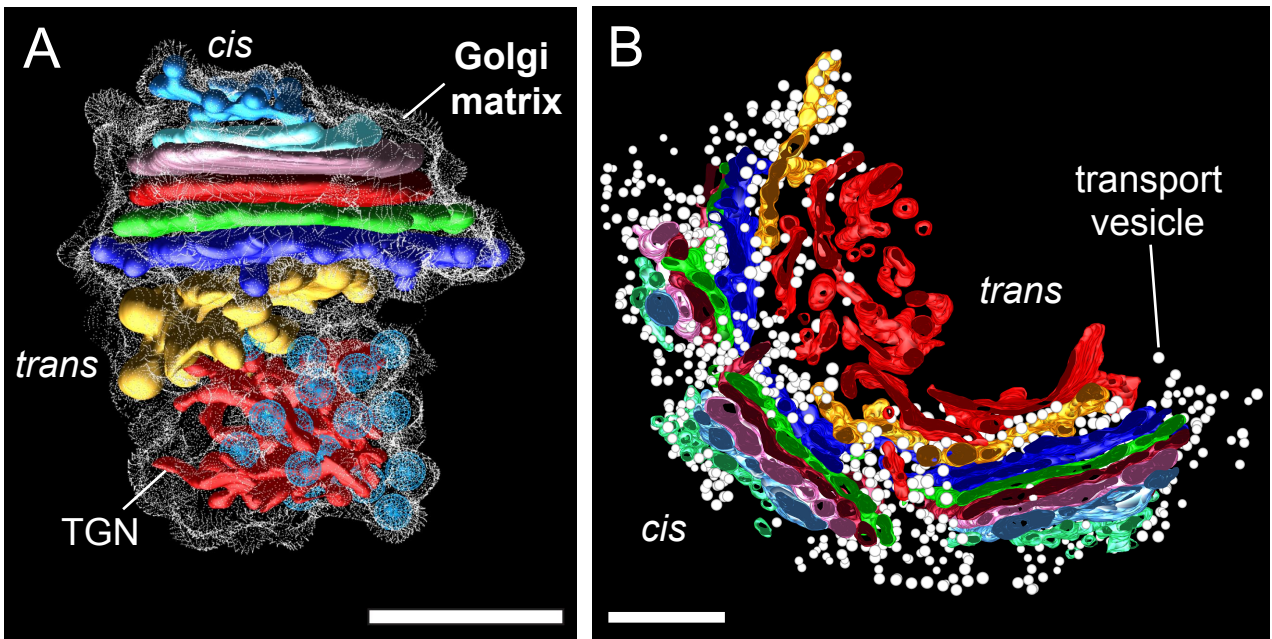 A
cis
Golgi
matrix
trans
TGN
B
transport
vesicle
trans
cis